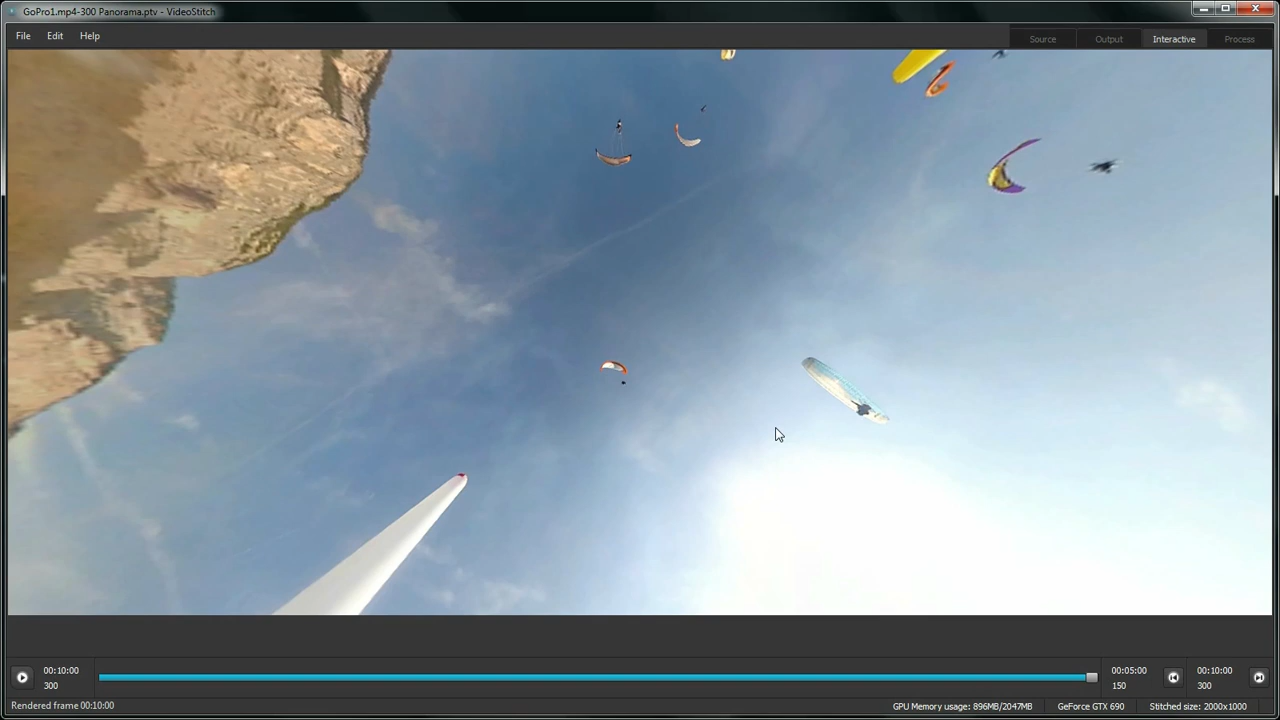 GoPro1.mp4-300 Panorama.ptv - VideoStitch
File Edit Help
Source Output Interactive Process
00:10:00 00:05:00 00:10:00
300 150 300
Rendered frame 00:10:00 GPU Memory usage: 896MB/2047MB GeForce GTX 690 Stitched size: 2000x1000